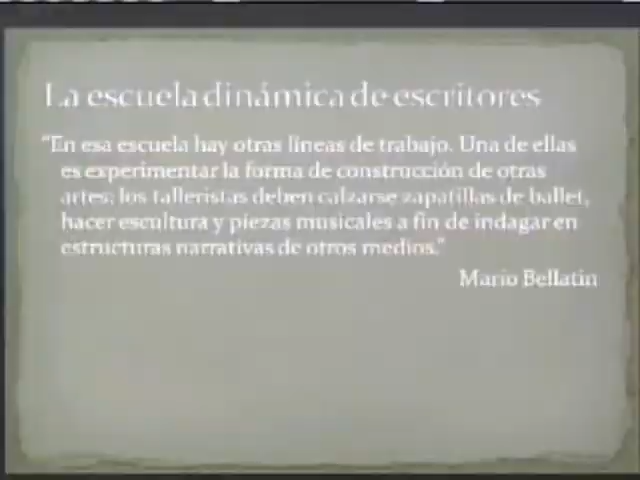 La escuela dinámica de escritores
"En esa escuela hay otras líneas de trabajo. Una de ellas
es experimentar la forma de construcción de otras
artes: los talleristas deben calzarse zapatillas de ballet,
hacer escultura y piezas musicales a fin de indagar en
estructuras narrativas de otros medios."
Mario Bellatin